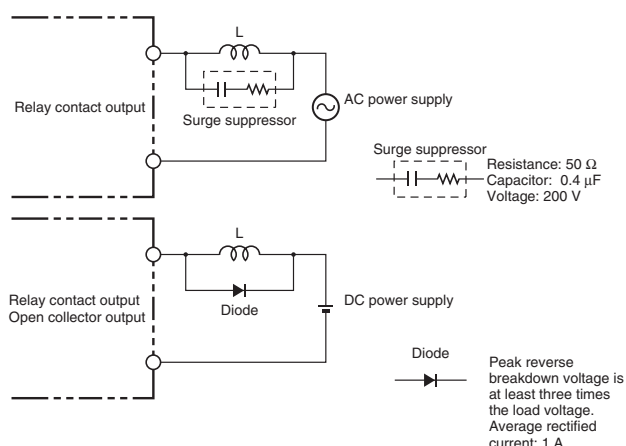 L
Relay contact output
Surge suppressor
AC power supply
Surge suppressor
Resistance: 50 Ω
Capacitor: 0.4 μF
Voltage: 200 V
L
Relay contact output
Open collector output
Diode
DC power supply
Diode
Peak reverse
breakdown voltage is
at least three times
the load voltage.
Average rectified
current: 1 A